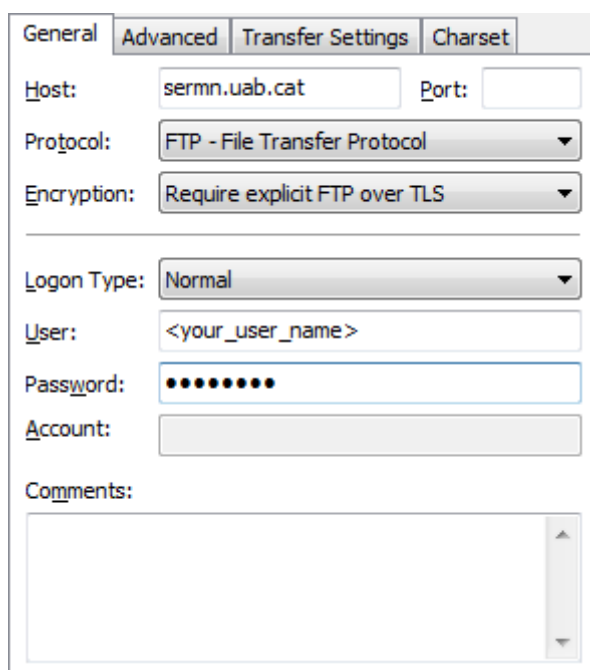 General Advanced Transfer Settings Charset
Host: sermn.uab.cat Port:
Protocol: FTP - File Transfer Protocol
Encryption: Require explicit FTP over TLS
Logon Type: Normal
User: <your_user_name>
Password: ●●●●●●●●
Account:
Comments: